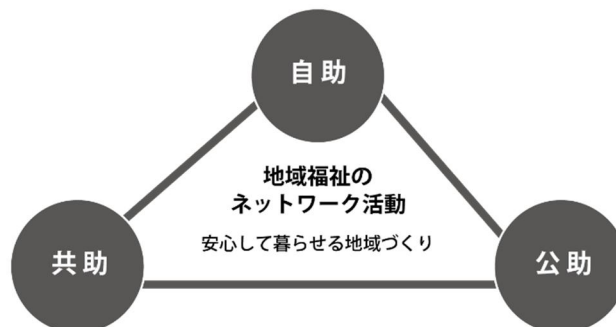 自助
地域福祉の
ネットワーク活動
安心して暮らせる地域づくり
共助
公助